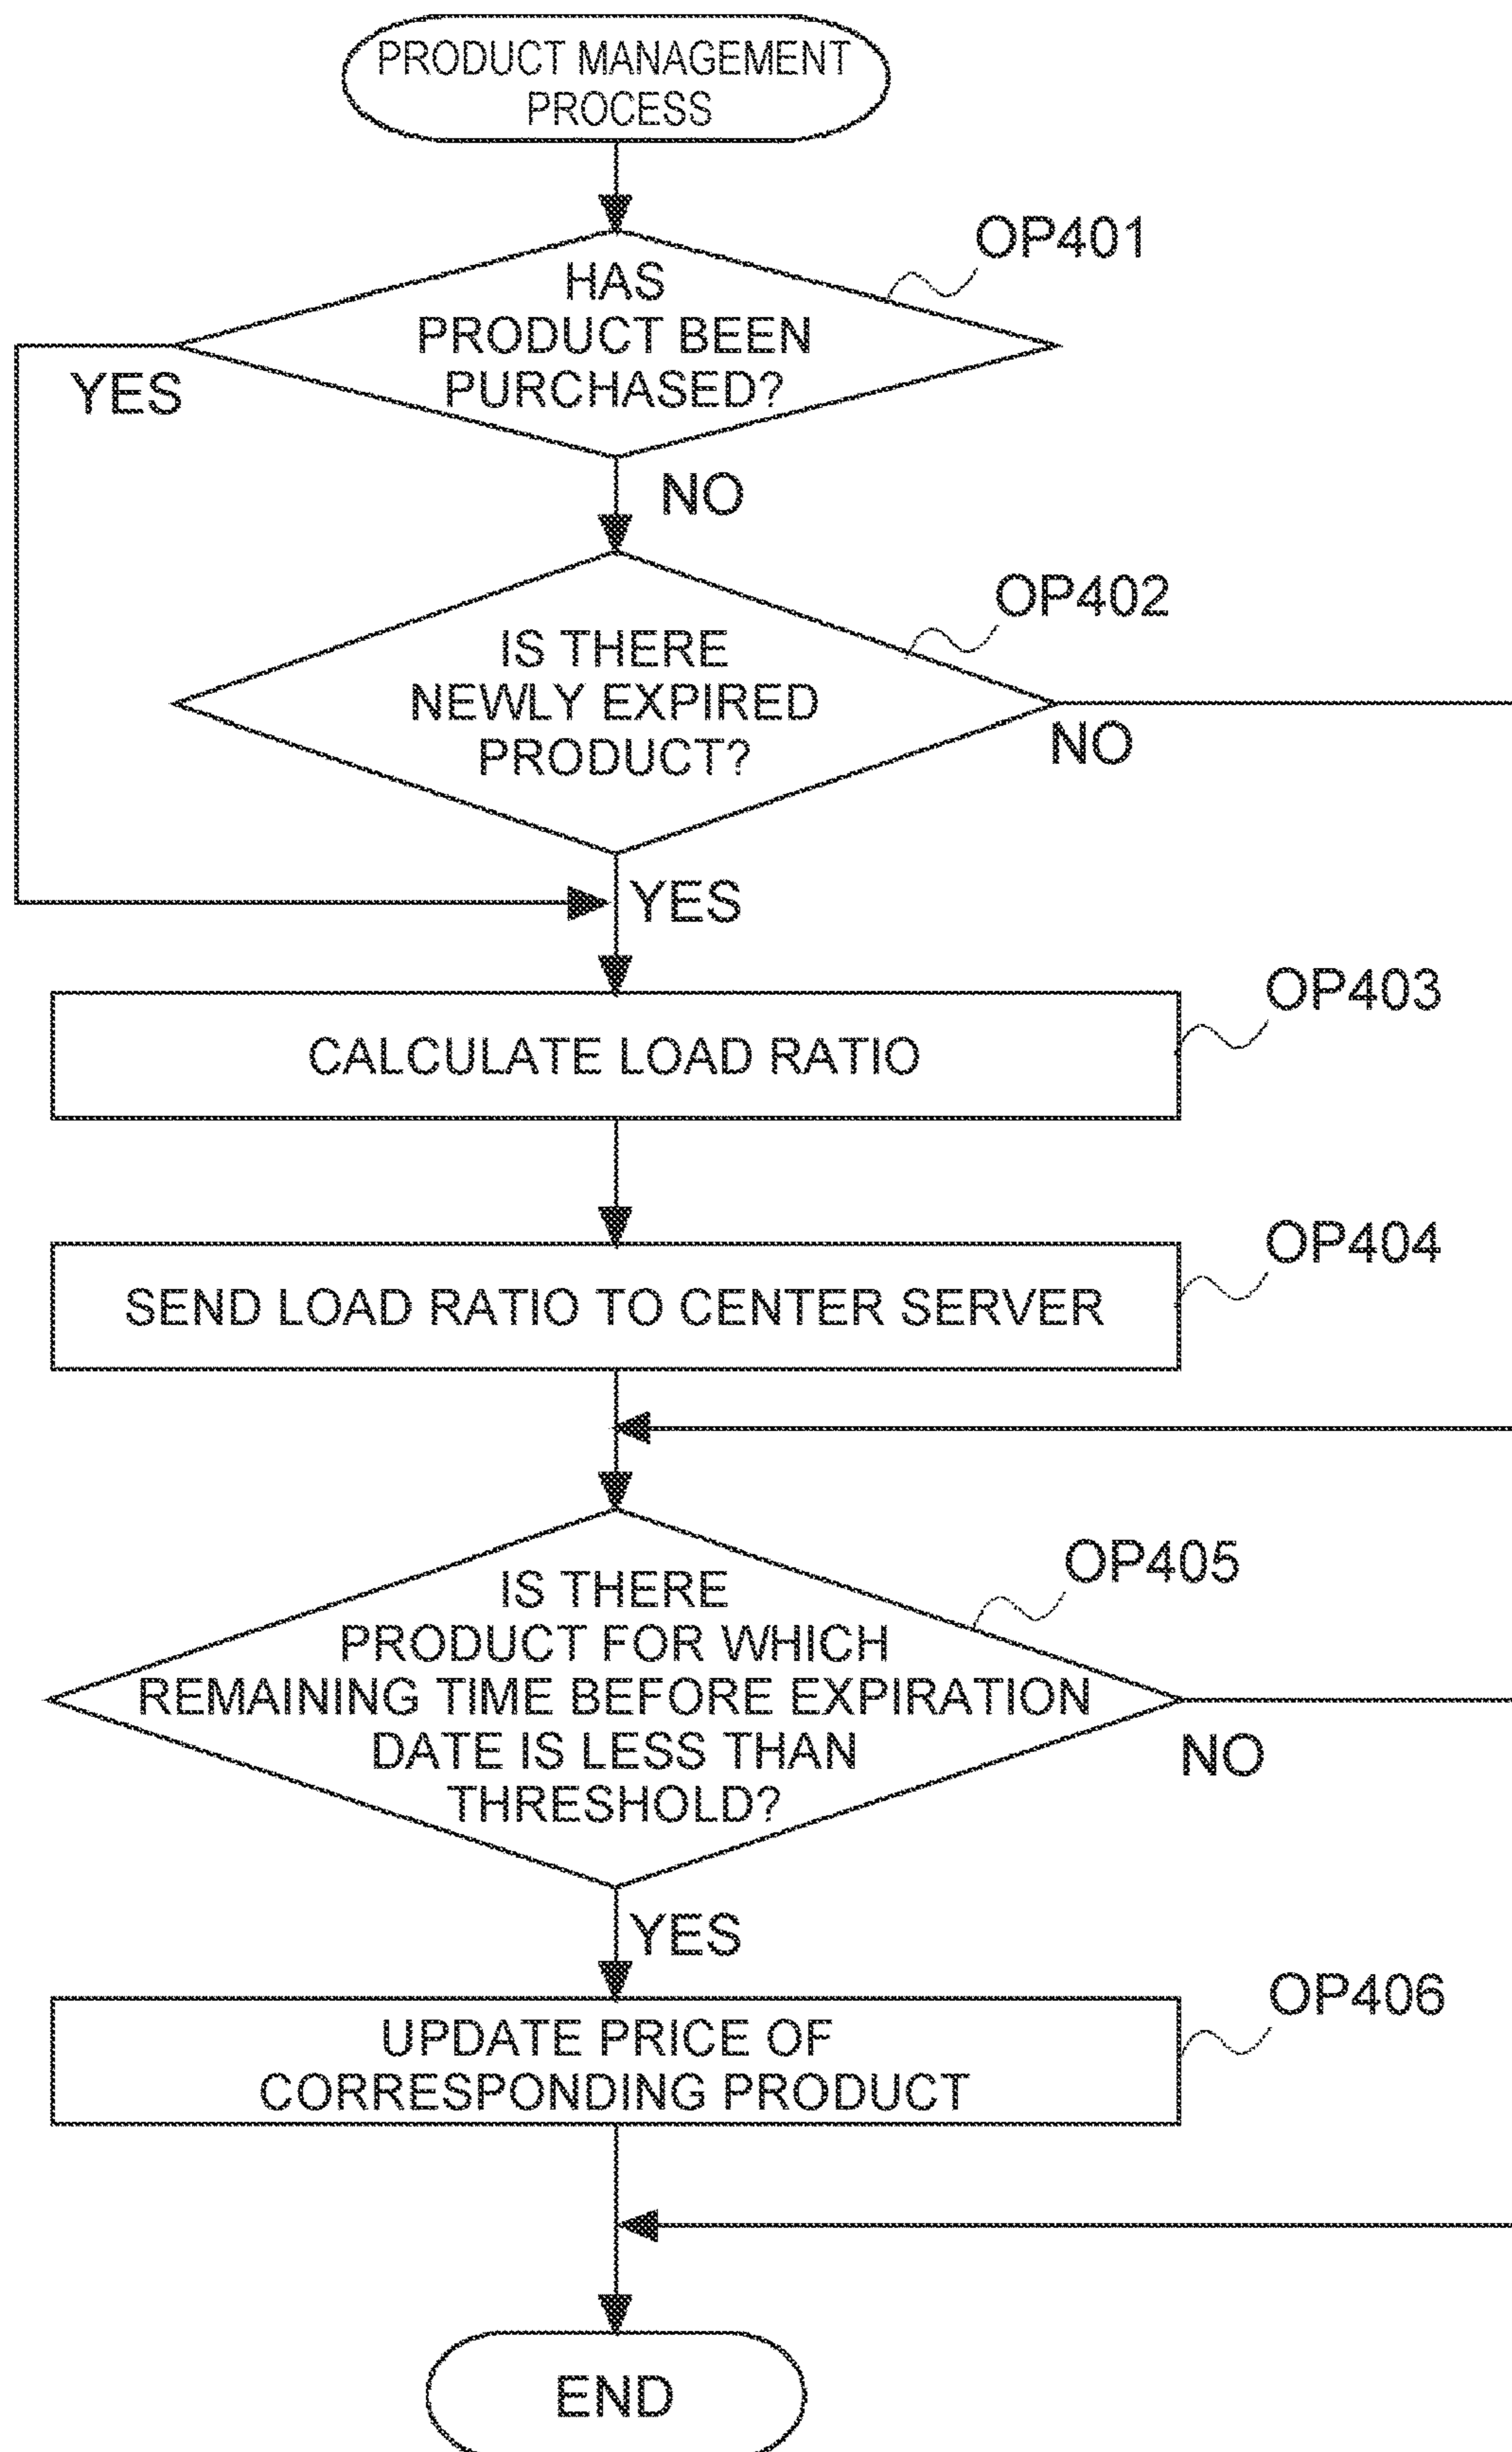 PRODUCT MANAGEMENT
PROCESS
OP401
HAS
PRODUCT BEEN
PURCHASED?
YES
NO
OP402
IS THERE
NEWLY EXPIRED
PRODUCT?
NO
YES
OP403
CALCULATE LOAD RATIO
OP404
SEND LOAD RATIO TO CENTER SERVER
OP405
IS THERE
PRODUCT FOR WHICH
REMAINING TIME BEFORE EXPIRATION
DATE IS LESS THAN
THRESHOLD?
NO
YES
OP406
UPDATE PRICE OF
CORRESPONDING PRODUCT
END